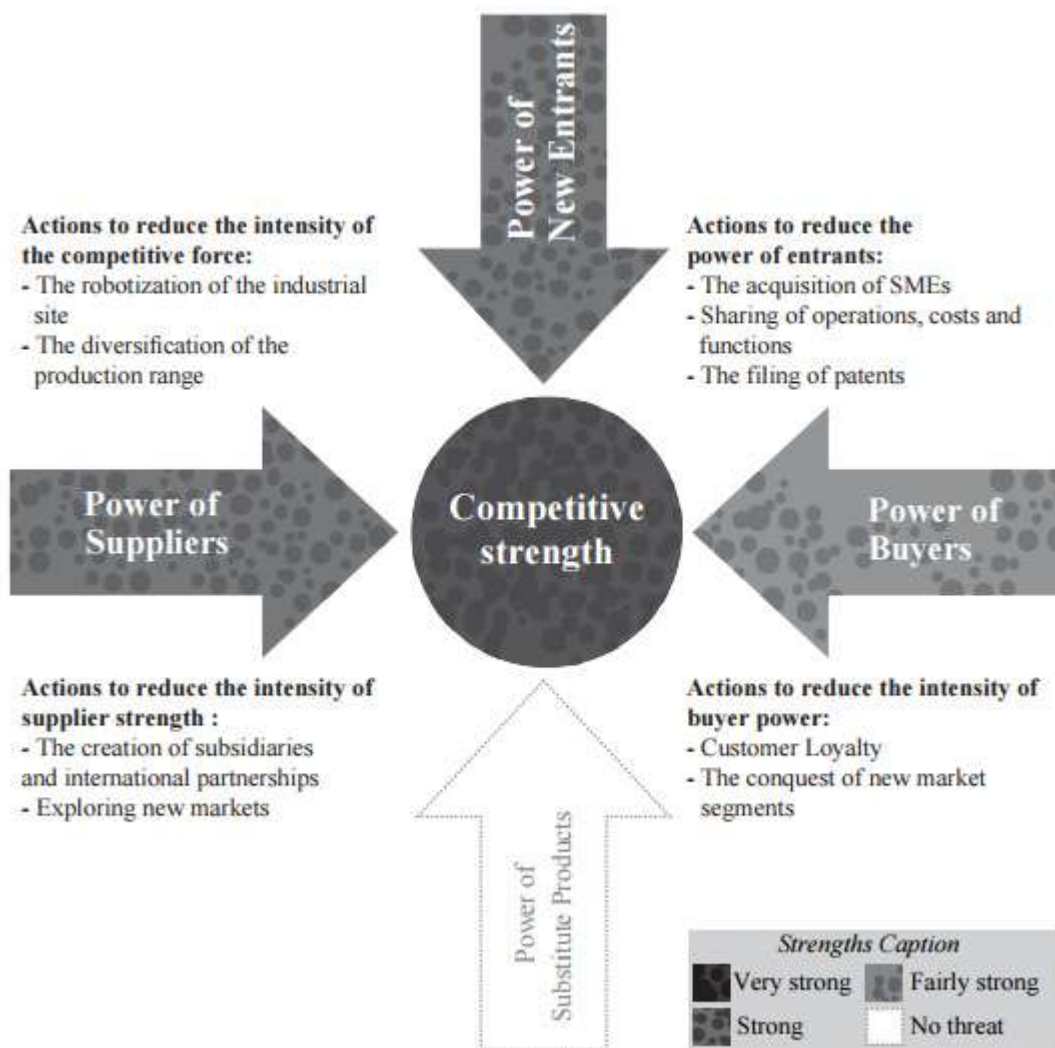 Power of
New Entrants
Actions to reduce the intensity of
the competitive force:
- The robotization of the industrial
site
- The diversification of the
production range
Actions to reduce the
power of entrants:
- The acquisition of SMEs
- Sharing of operations, costs and
functions
- The filing of patents
Power of
Suppliers
Competitive
strength
Power of
Buyers
Actions to reduce the intensity of
supplier strength :
- The creation of subsidiaries
and international partnerships
- Exploring new markets
Actions to reduce the intensity of
buyer power:
- Customer Loyalty
- The conquest of new market
segments
Power of
Substitute Products
Strengths Caption
Very strong
Fairly strong
Strong
No threat